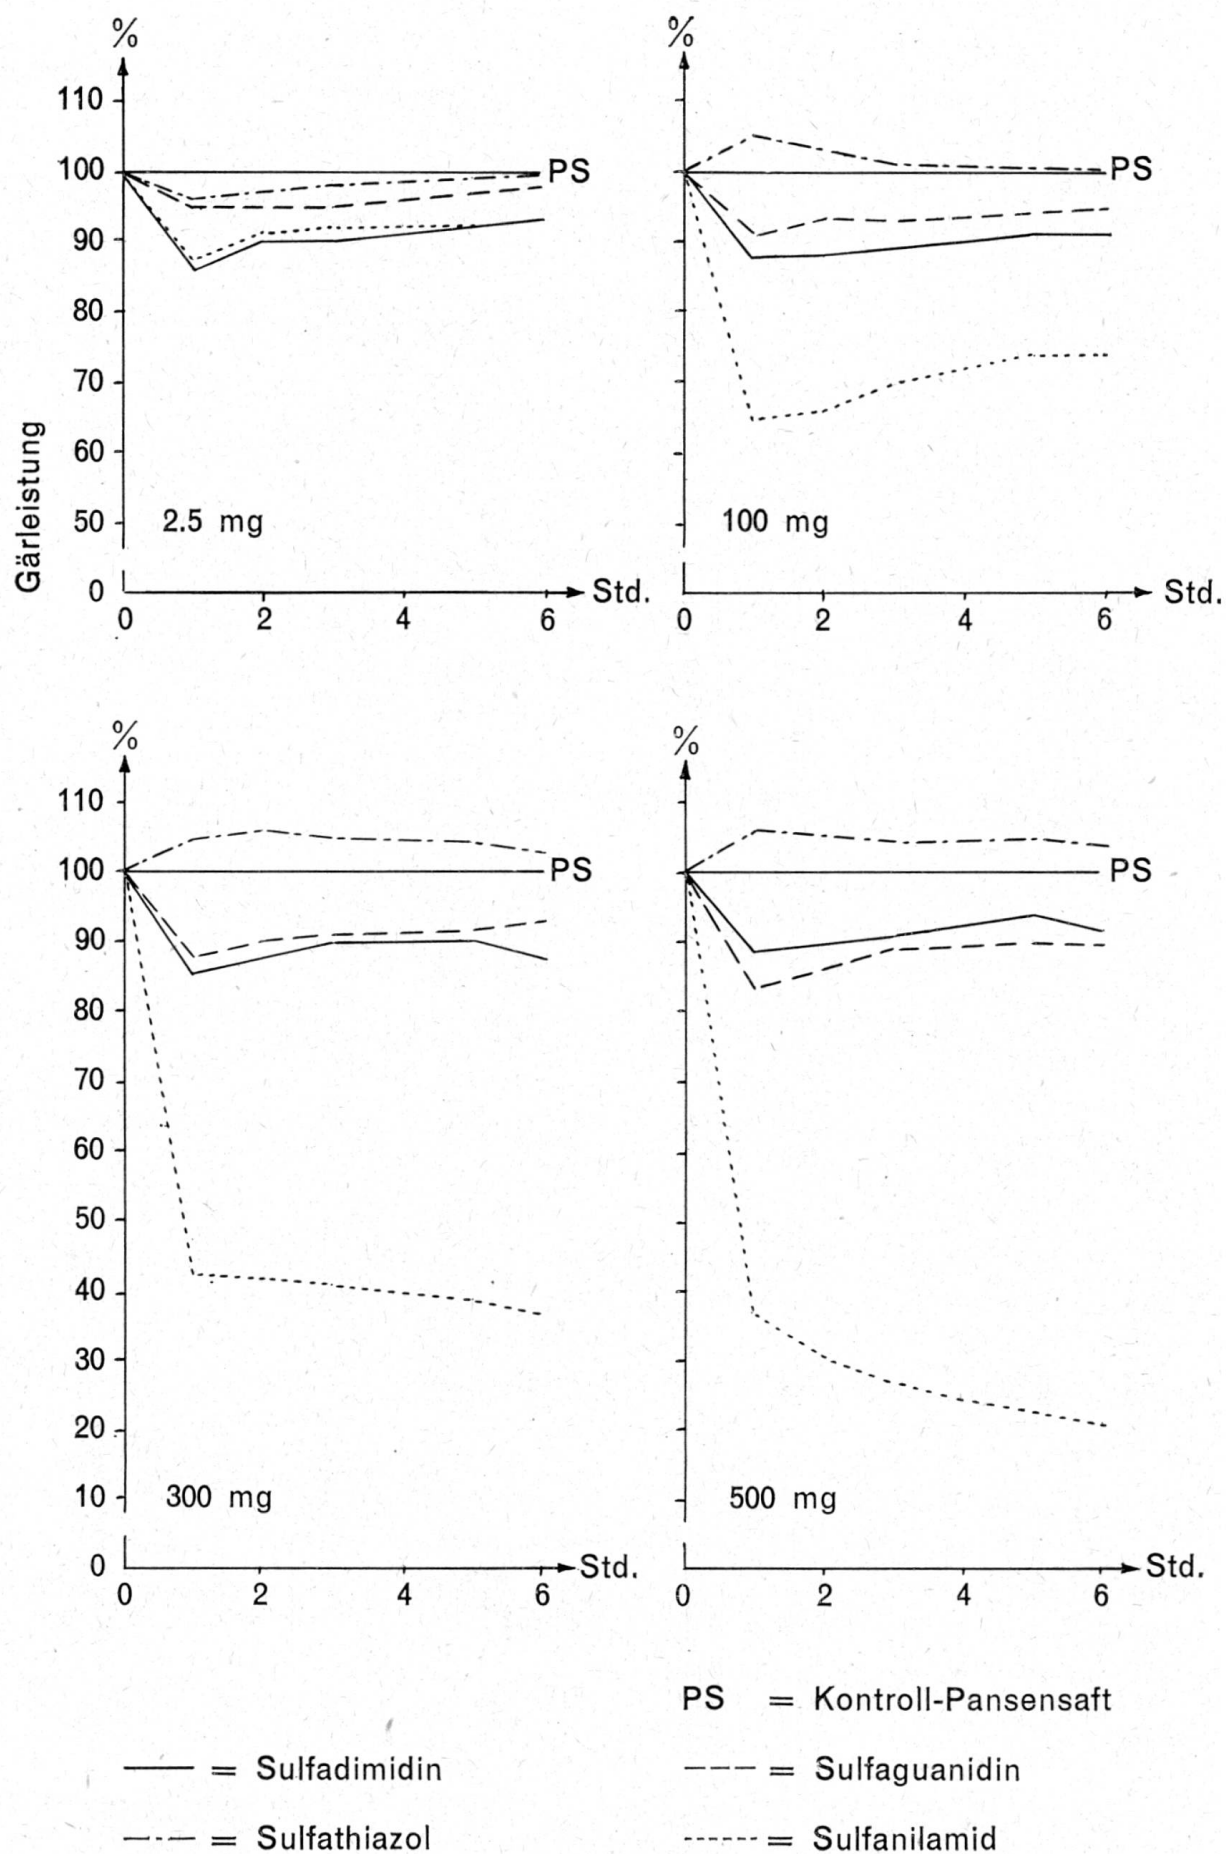 % %
110
100 PS PS
90
80
70
60
50 2.5 mg 100 mg
0 Std. Std.
0 2 4 6 0 2 4 6
Gärleistung
% %
110
100 PS PS
90
80
70
60
50
40
30
20
10 300 mg 500 mg
0 Std. Std.
0 2 4 6 0 2 4 6
PS = Kontroll-Pansensaft
= Sulfadimidin = Sulfaguanidin
= Sulfathiazol = Sulfanilamid